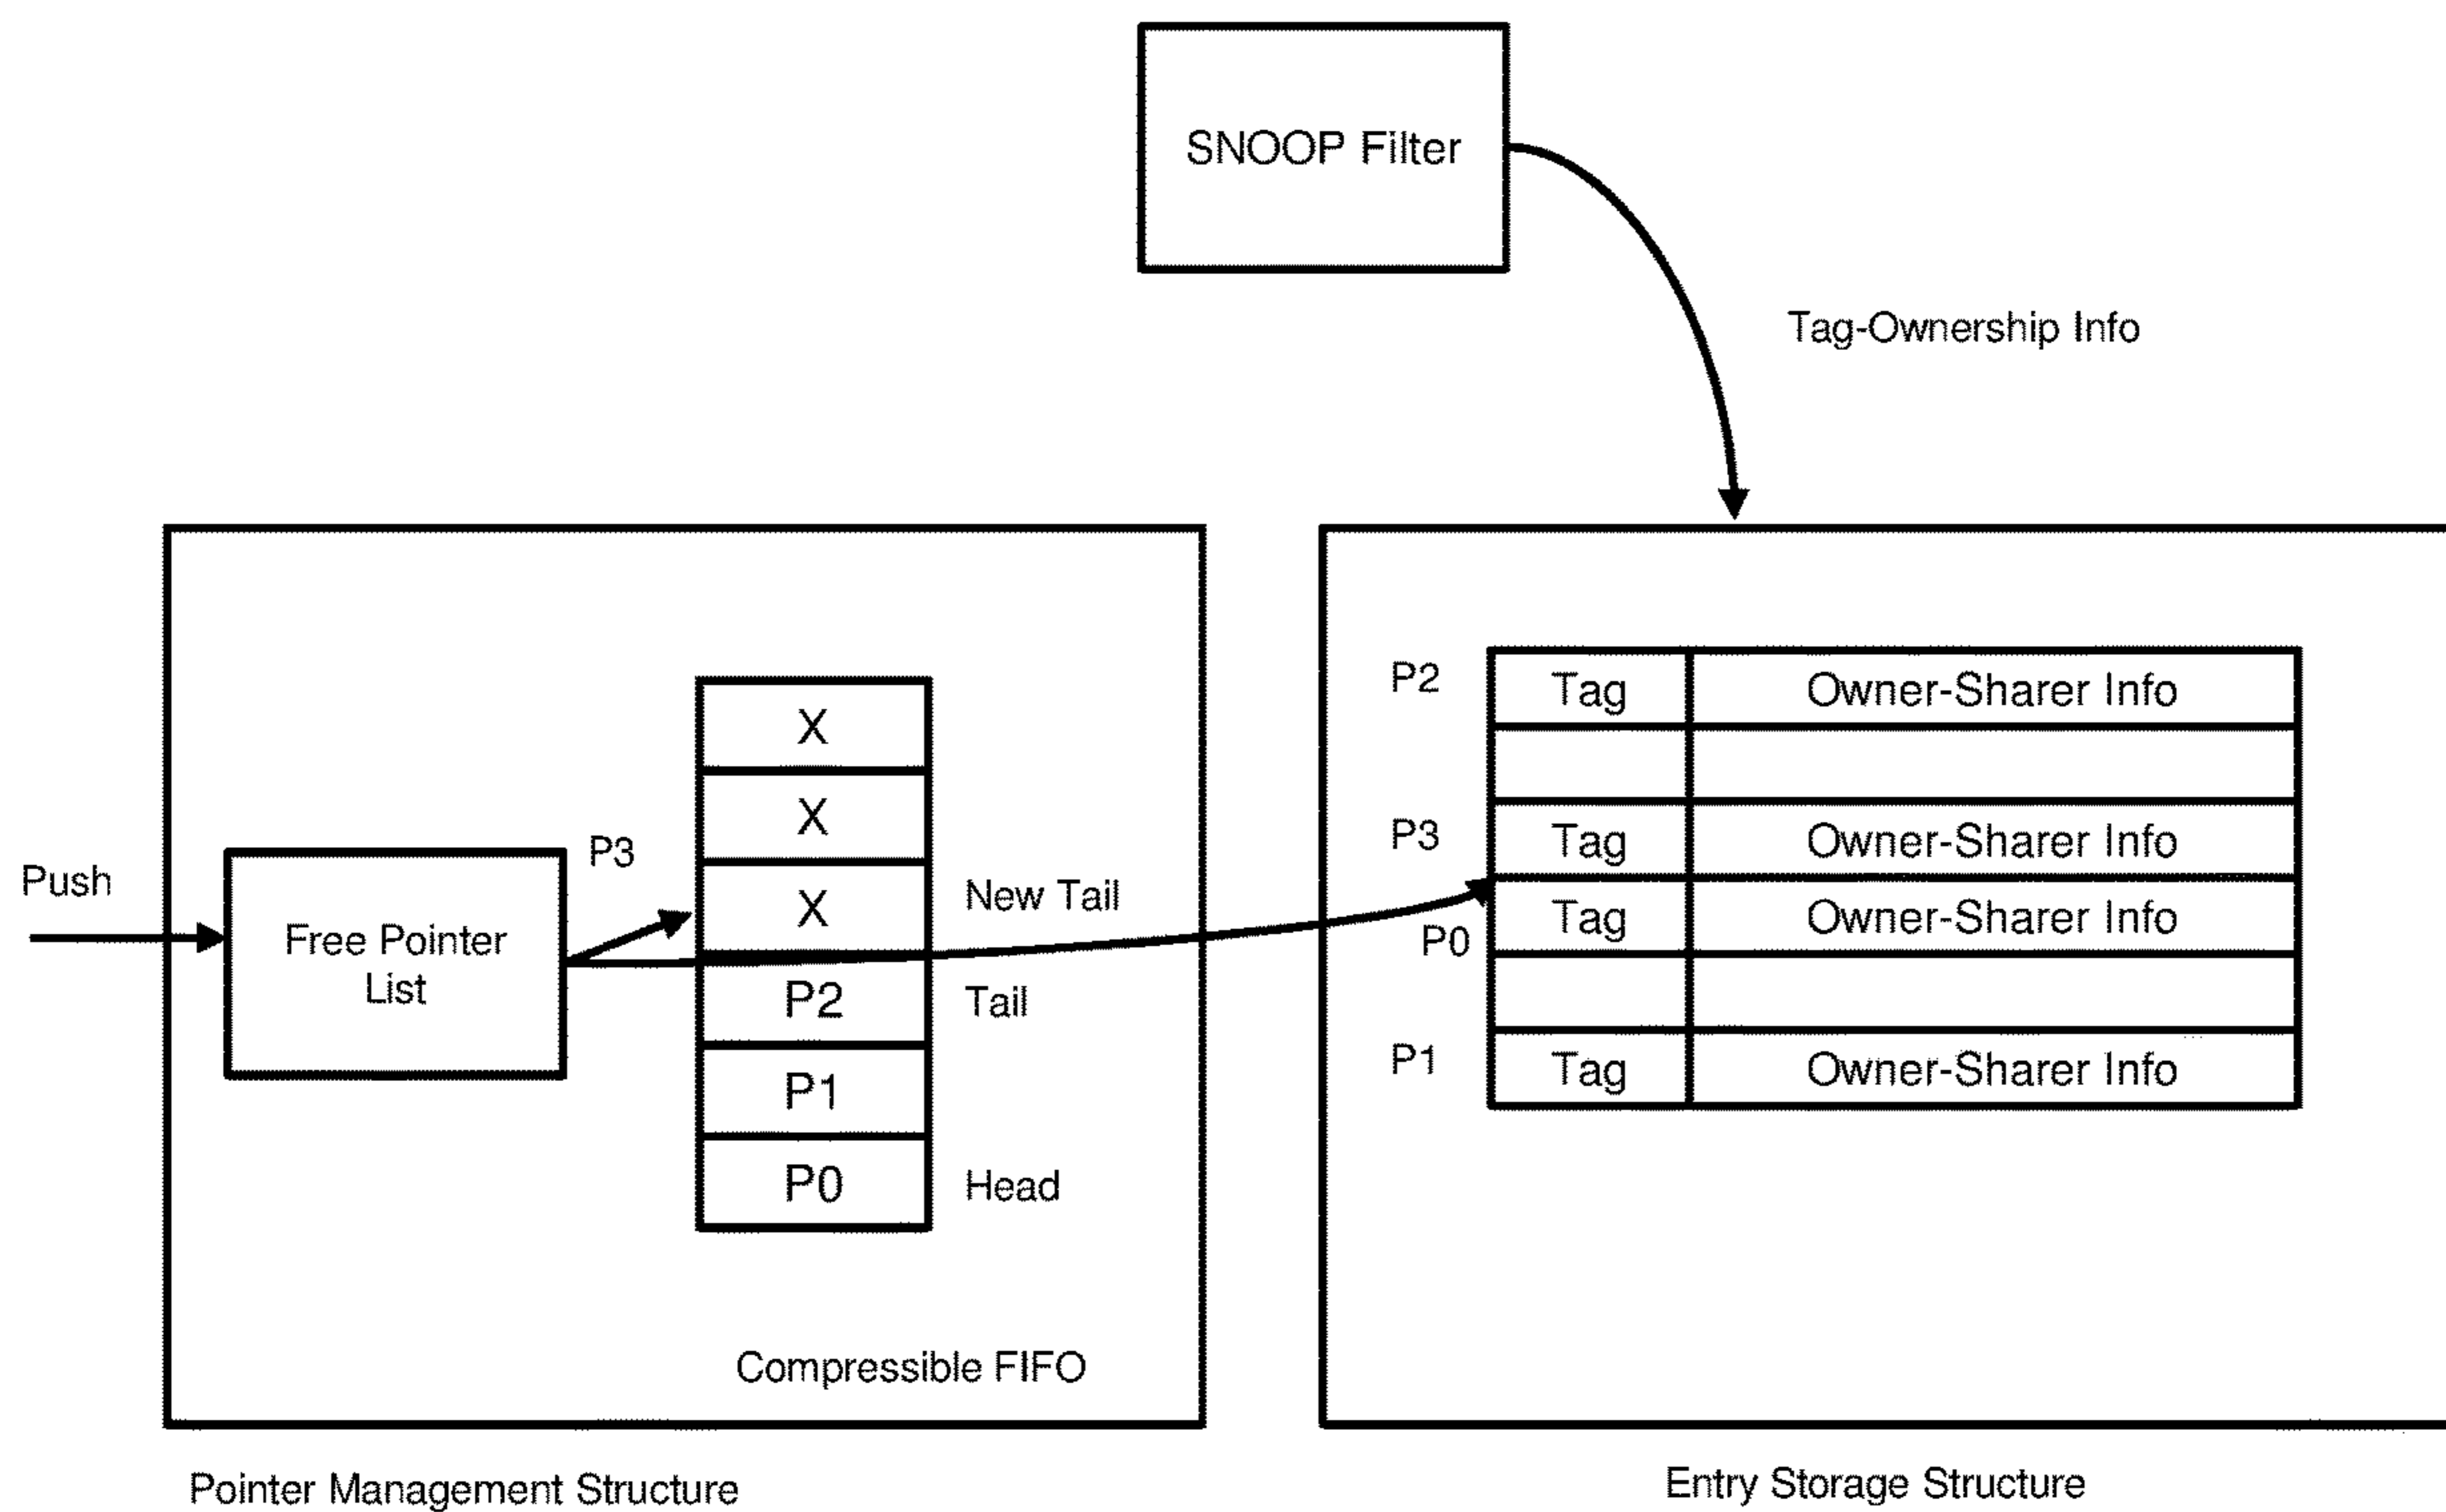 SNOOP Filter
Tag-Ownership Info
Push
Free Pointer
List
P3
X
X
X
New Tail
P2
Tail
P1
P0
Head
Compressible FIFO
Pointer Management Structure
P2
Tag
Owner-Sharer Info
P3
Tag
Owner-Sharer Info
P0
Tag
Owner-Sharer Info
P1
Tag
Owner-Sharer Info
Entry Storage Structure